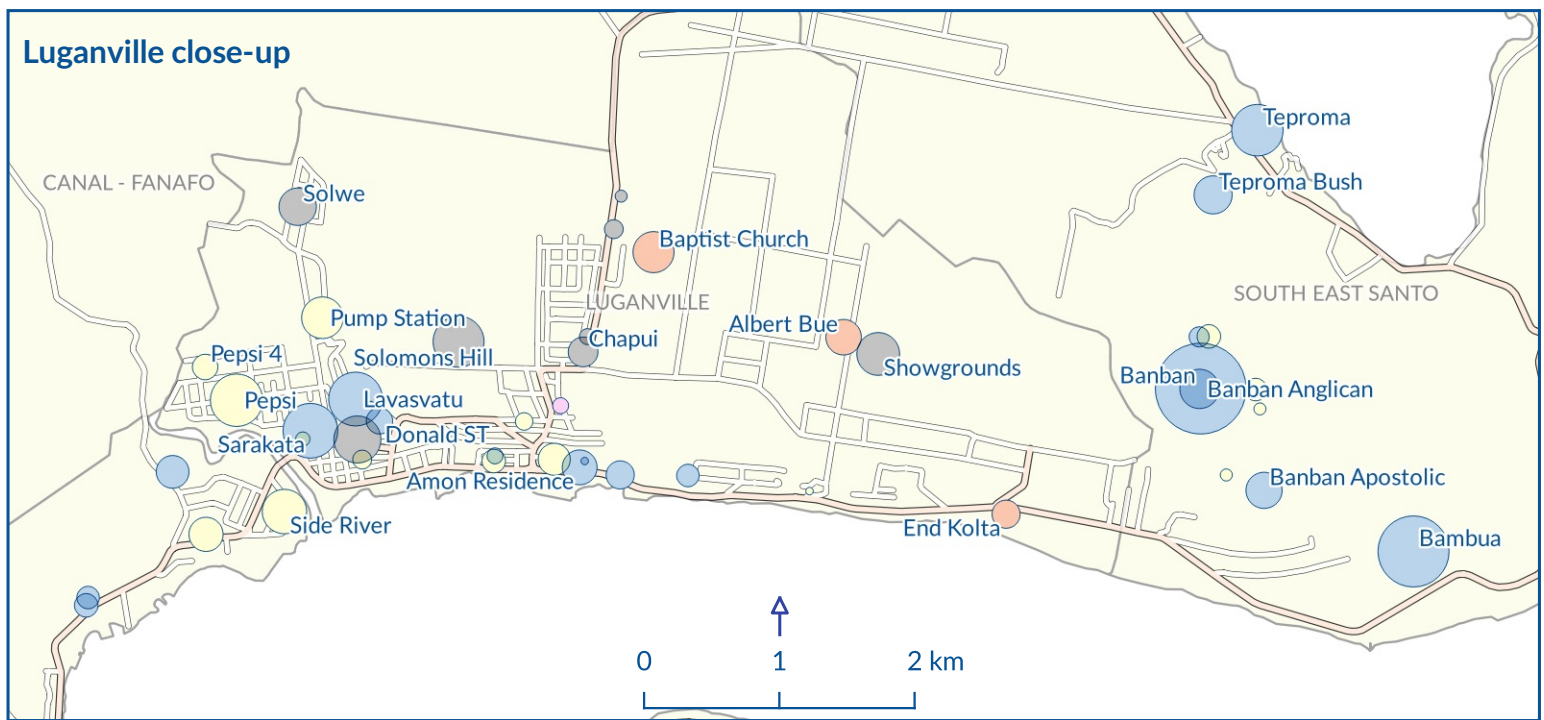 Luganville close-up
Teproma
CANAL - FANAFO
Teproma Bush
Solwe
Baptist Church
SOUTH EAST SANTO
LUGANVILLE
Pump Station
Albert Bue
Chapui
Pepsi 4
Solomons Hill
Showgrounds
Banban
Banban Anglican
Pepsi
Lavasvatu
Donald ST
Sarakata
Amon Residence
Banban Apostolic
Side River
End Kolta
Bambua
0 1 2 km